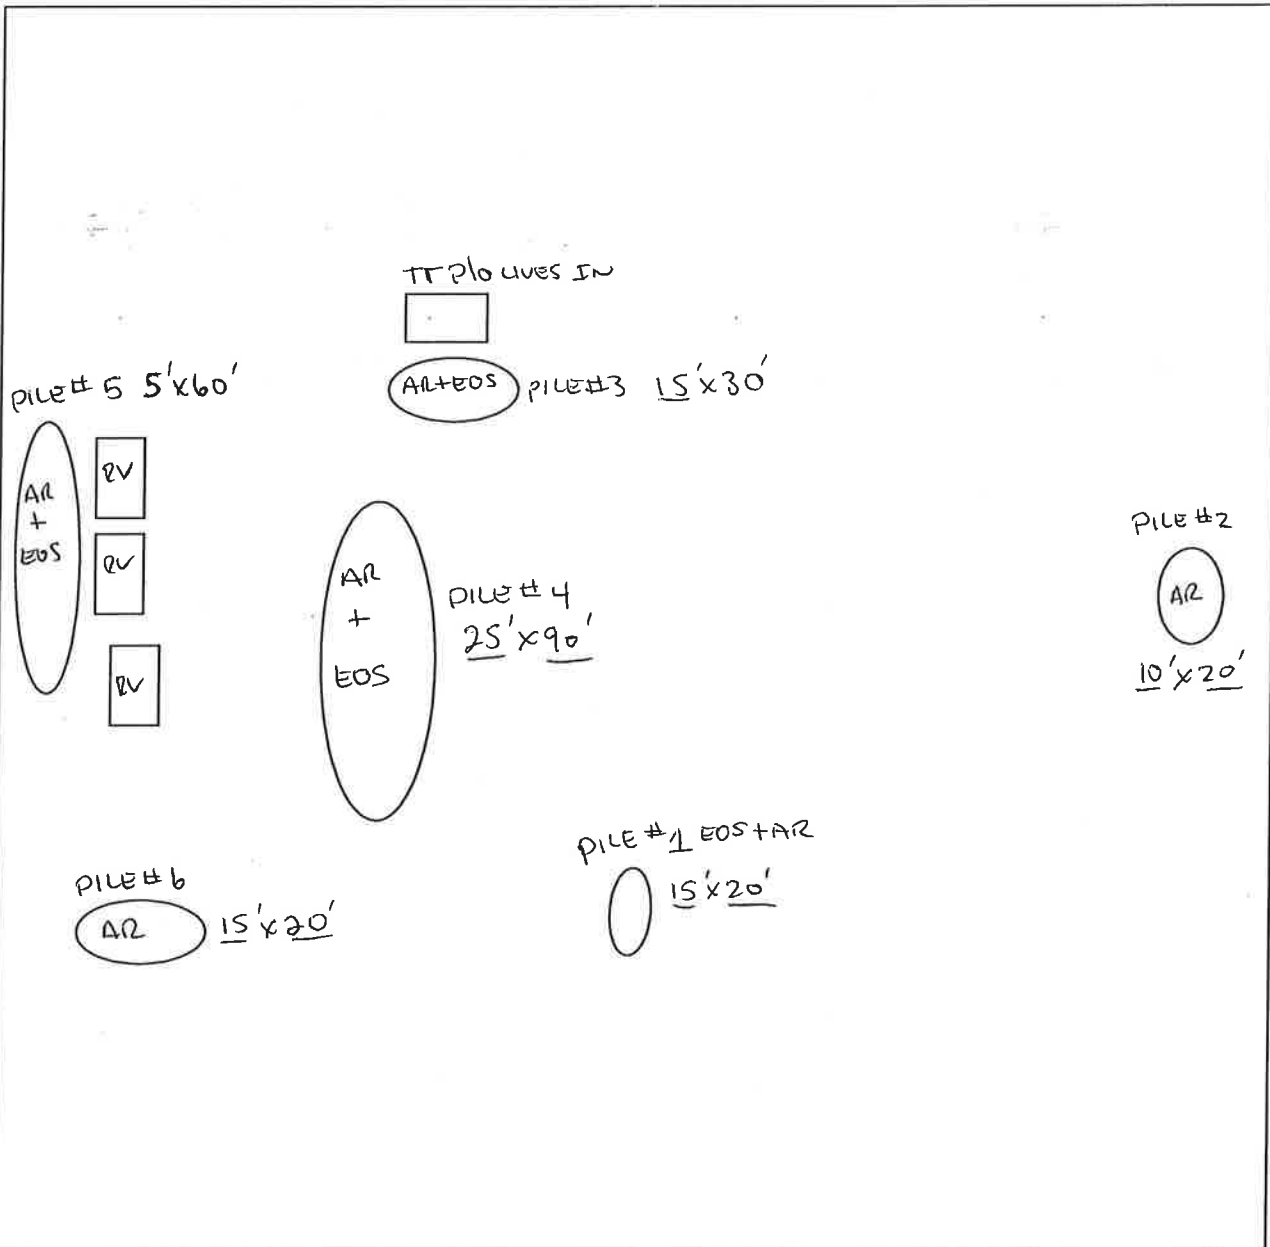 TT P/O LIVES IN
PILE# 5 5'x60'
AR+EOS PILE#3 15'x30'
AR
+
EOS
RV
RV
RV
AR
+
EOS
PILE # 4
25'x90'
PILE #2
AR
10'x20'
PILE #1 EOS+AR
15'x20'
PILE# 6
AR 15'x20'